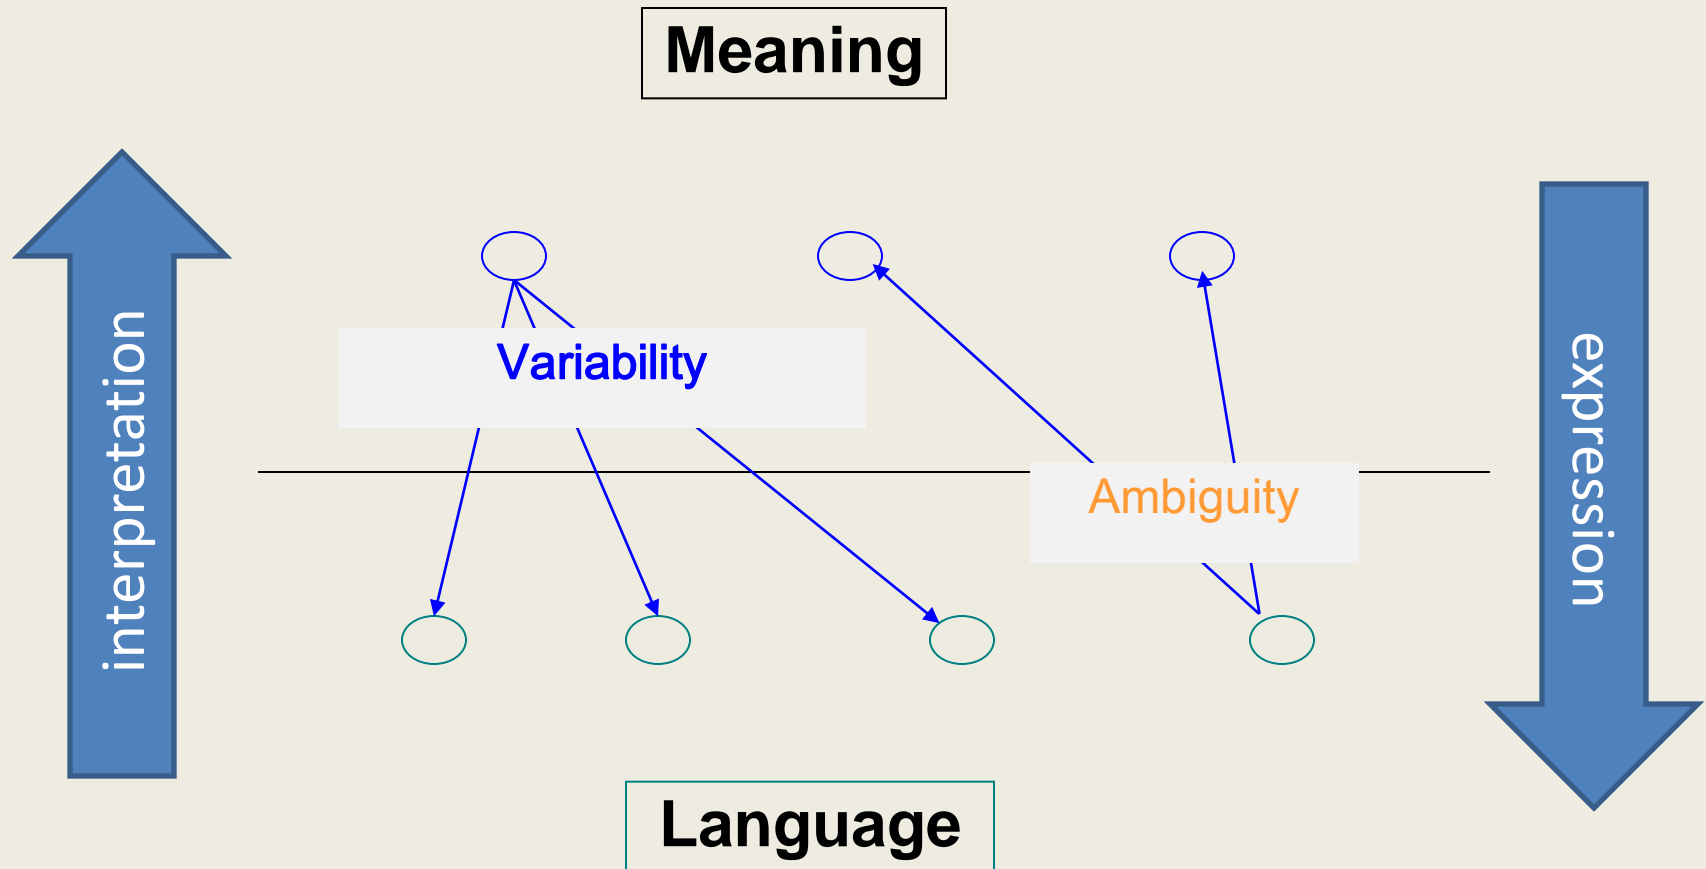 Meaning
interpretation
Variability
Ambiguity
expression
Language